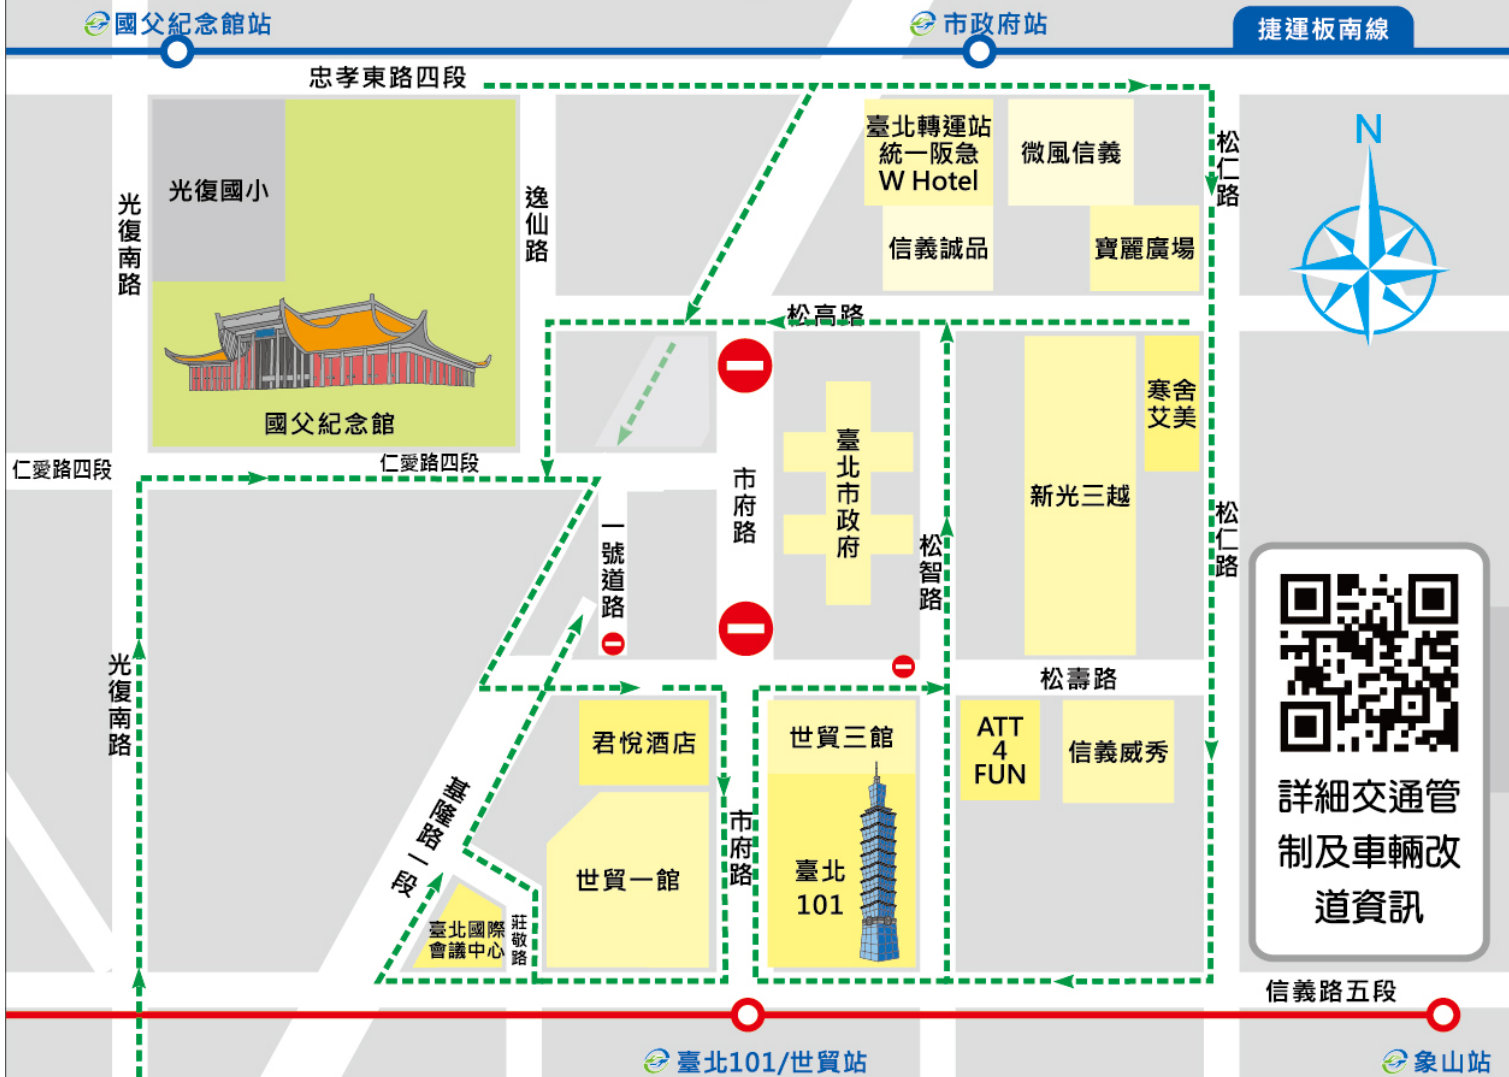 國父紀念館站
市政府站
捷運板南線
忠孝東路四段
N
臺北轉運站
統一阪急
W Hotel
微風信義
松仁路
光復國小
光復南路
逸仙路
信義誠品
寶麗廣場
松高路
國父紀念館
寒舍
艾美
仁愛路四段
仁愛路四段
市府路
臺北市政府
新光三越
松仁路
一號道路
松智路
光復南路
松壽路
君悅酒店
世貿三館
ATT
4
FUN
信義威秀
基隆路一段
市府路
世貿一館
臺北
101
臺北國際
會議中心
莊敬路
詳細交通管
制及車輛改
道資訊
信義路五段
臺北101/世貿站
象山站